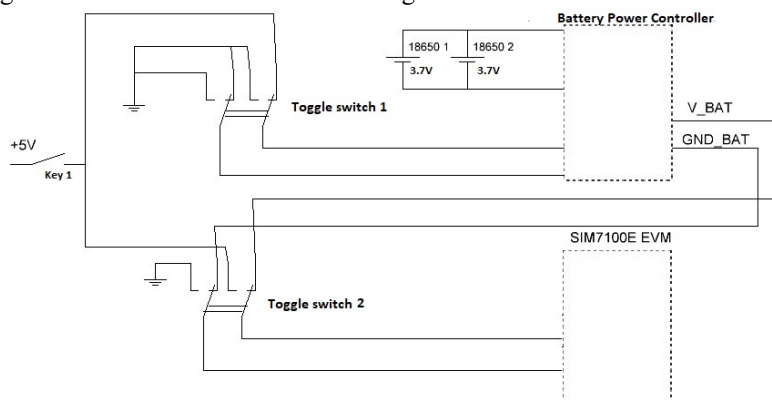 Battery Power Controller
18650 1 18650 2
3.7V 3.7V
Toggle switch 1
V_BAT
+5V
GND_BAT
Key 1
SIM7100E EVM
Toggle switch 2